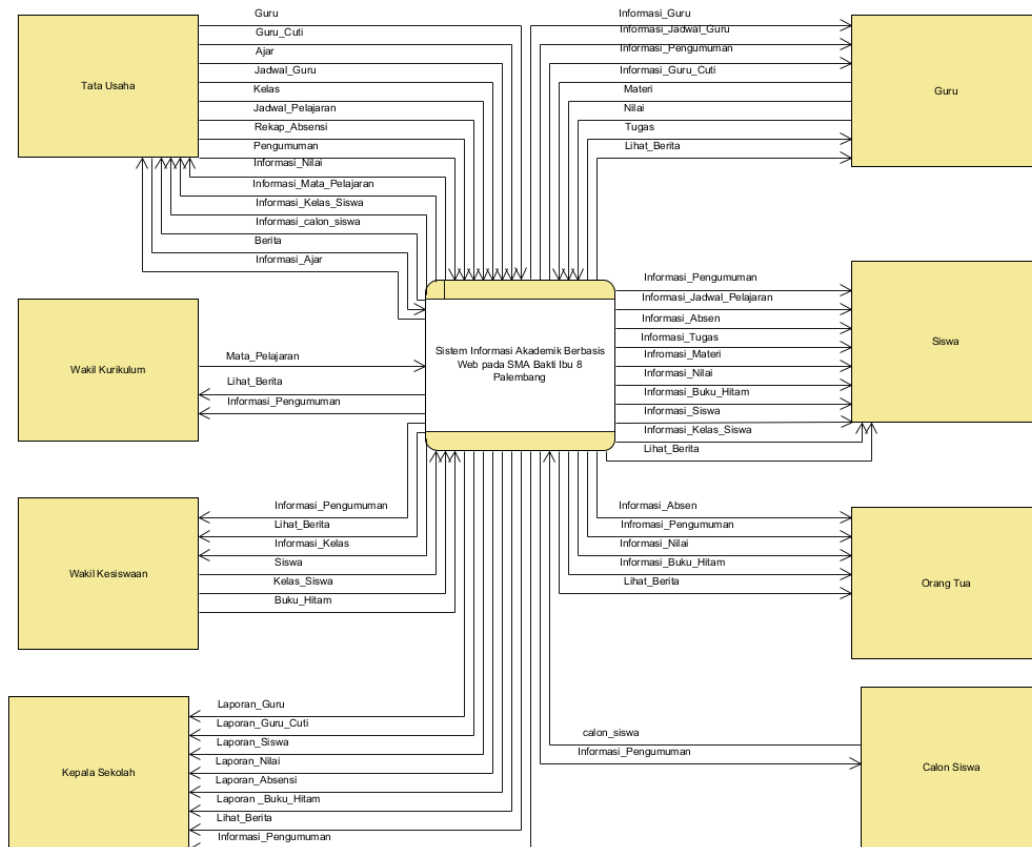 Tata Usaha
Guru
Guru_Cuti
Ajar
Jadwal_Guru
Kelas
Jadwal_Pelajaran
Rekap_Absensi
Pengumuman
Informasi_Nilai
Informasi_Mata_Pelajaran
Informasi_Kelas_Siswa
Informasi_calon_siswa
Berita
Informasi_Ajar
Informasi_Guru
Informasi_Jadwal_Guru
Informasi_Pengumuman
Informasi_Guru_Cuti
Materi
Nilai
Tugas
Lihat_Berita
Guru
Wakil Kurikulum
Mata_Pelajaran
Lihat_Berita
Informasi_Pengumuman
Sistem Informasi Akademik Berbasis
Web pada SMA Bakti Ibu 8
Palembang
Informasi_Pengumuman
Informasi_Jadwal_Pelajaran
Informasi_Absen
Informasi_Tugas
Infromasi_Materi
Informasi_Nilai
Informasi_Buku_Hitam
Informasi_Siswa
Informasi_Kelas_Siswa
Lihat_Berita
Siswa
Wakil Kesiswaan
Informasi_Pengumuman
Lihat_Berita
Informasi_Kelas
Siswa
Kelas_Siswa
Buku_Hitam
Informasi_Absen
Infromasi_Pengumuman
Informasi_Nilai
Informasi_Buku_Hitam
Lihat_Berita
Orang Tua
Kepala Sekolah
Laporan_Guru
Laporan_Guru_Cuti
Laporan_Siswa
Laporan_Nilai
Laporan_Absensi
Laporan _Buku_Hitam
Lihat_Berita
Informasi_Pengumuman
calon_siswa
Informasi_Pengumuman
Calon Siswa